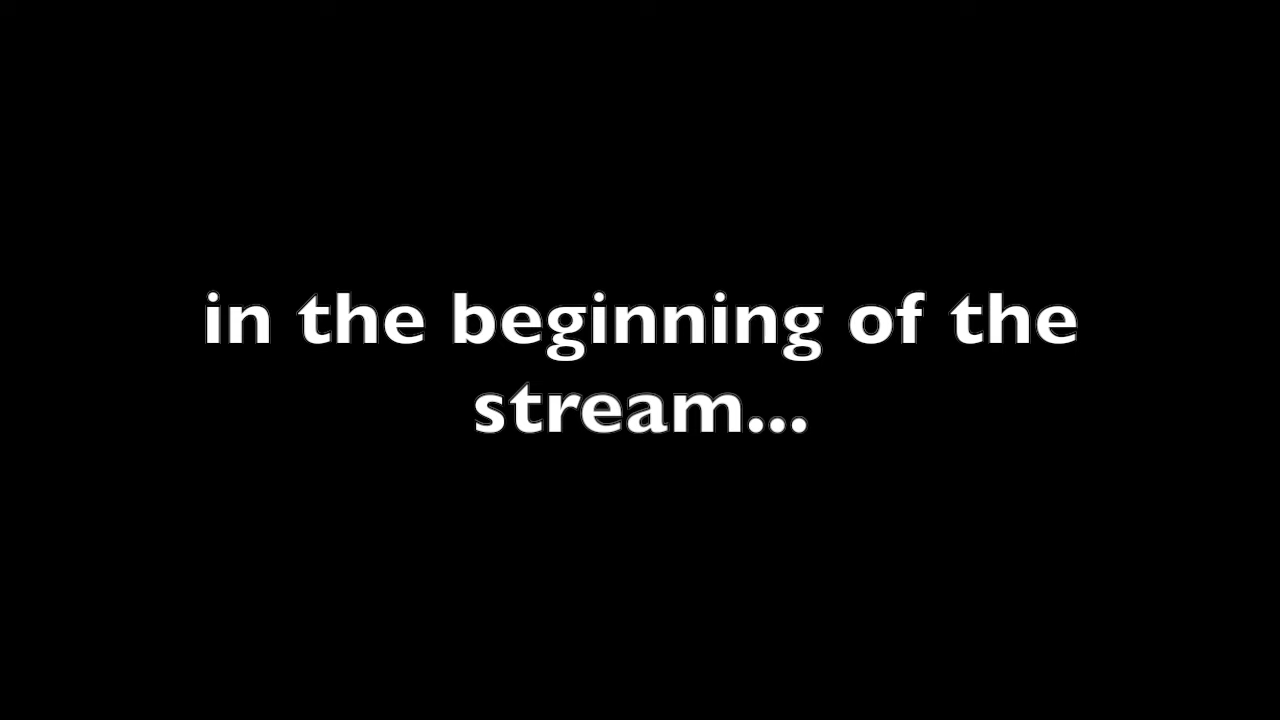 in the beginning of the
stream...